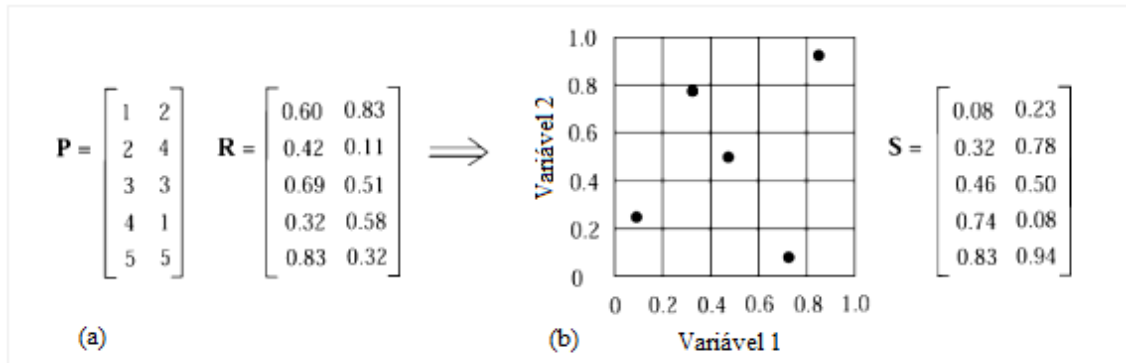 P = [1 2
2 4
3 3
4 1
5 5]
R = [0.60 0.83
0.42 0.11
0.69 0.51
0.32 0.58
0.83 0.32]
⟹
(a)
Variável 2
1.0
0.8
0.6
0.4
0.2
0
0 0.2 0.4 0.6 0.8 1.0
Variável 1
(b)
S = [0.08 0.23
0.32 0.78
0.46 0.50
0.74 0.08
0.83 0.94]